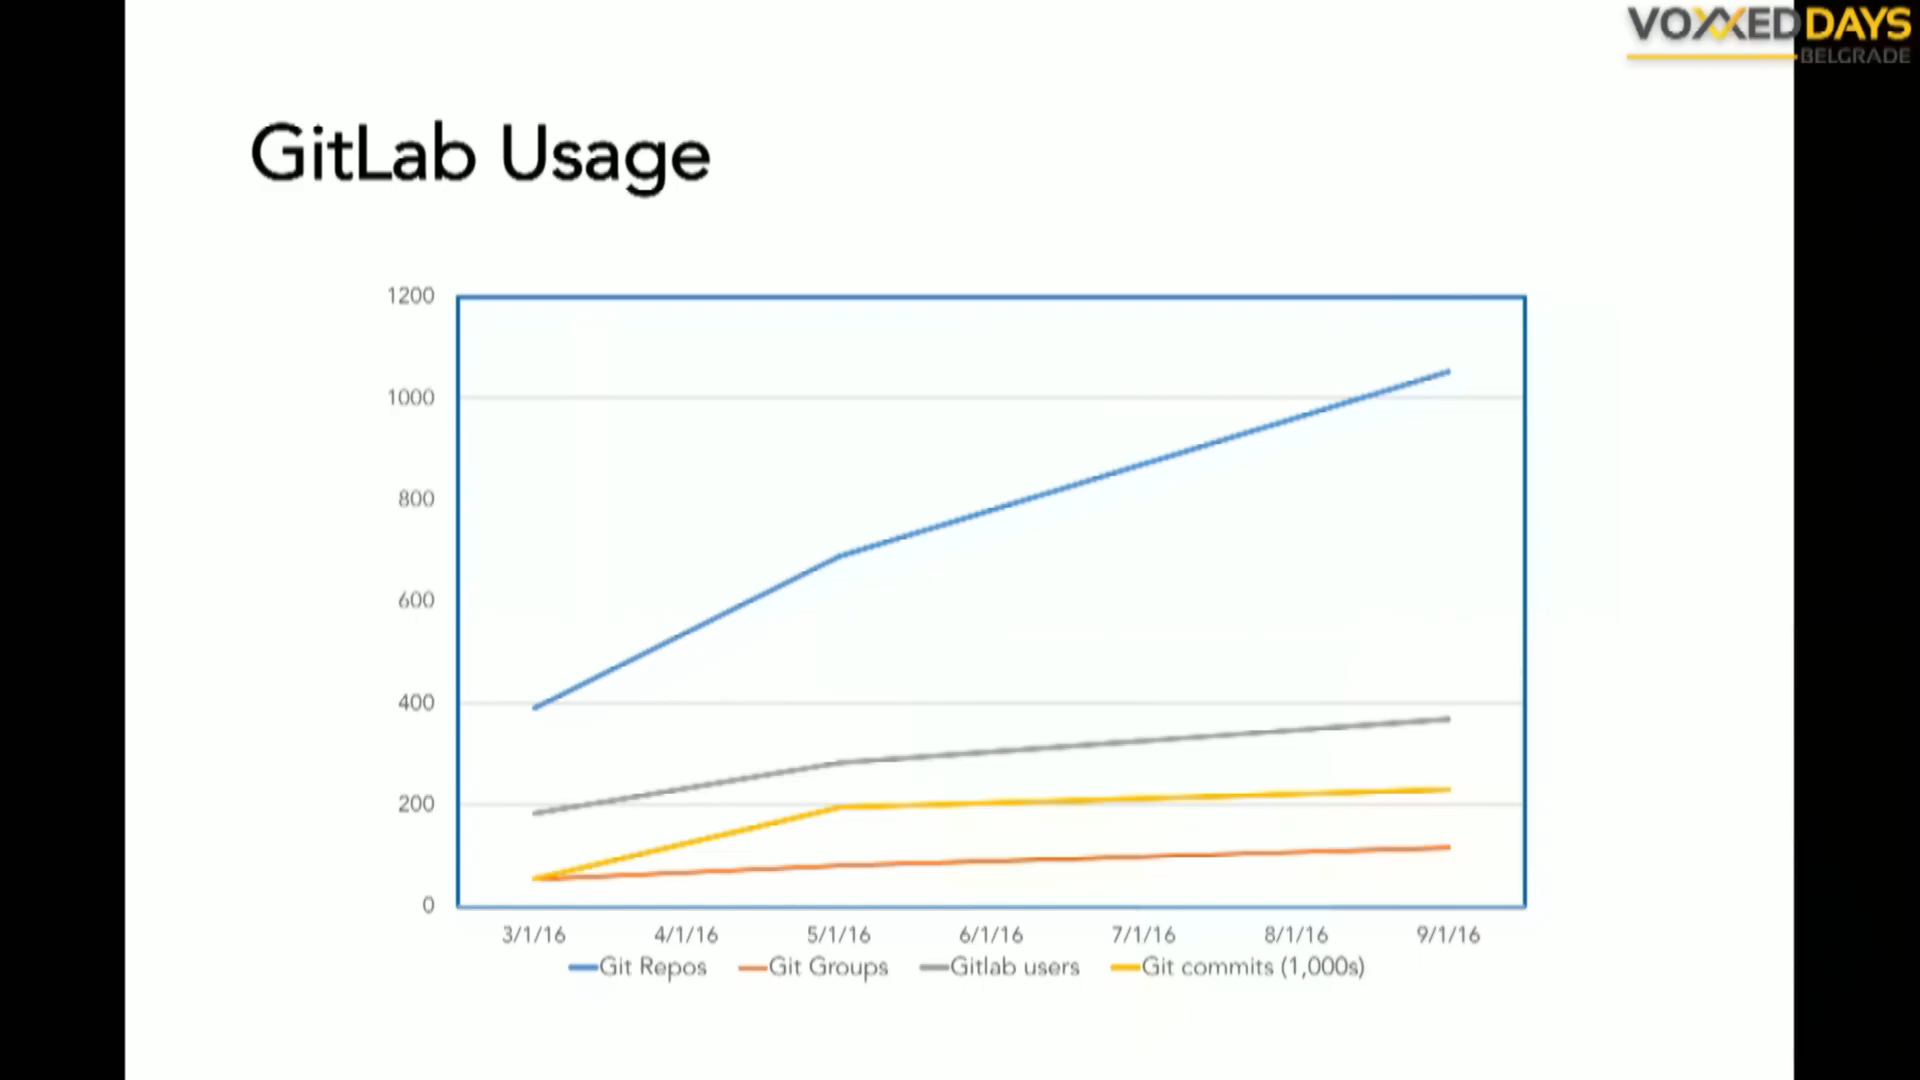 VOXXED DAYS
BELGRADE
GitLab Usage
1200
1000
800
600
400
200
0
3/1/16 4/1/16 5/1/16 6/1/16 7/1/16 8/1/16 9/1/16
Git Repos Git Groups Gitlab users Git commits (1,000s)